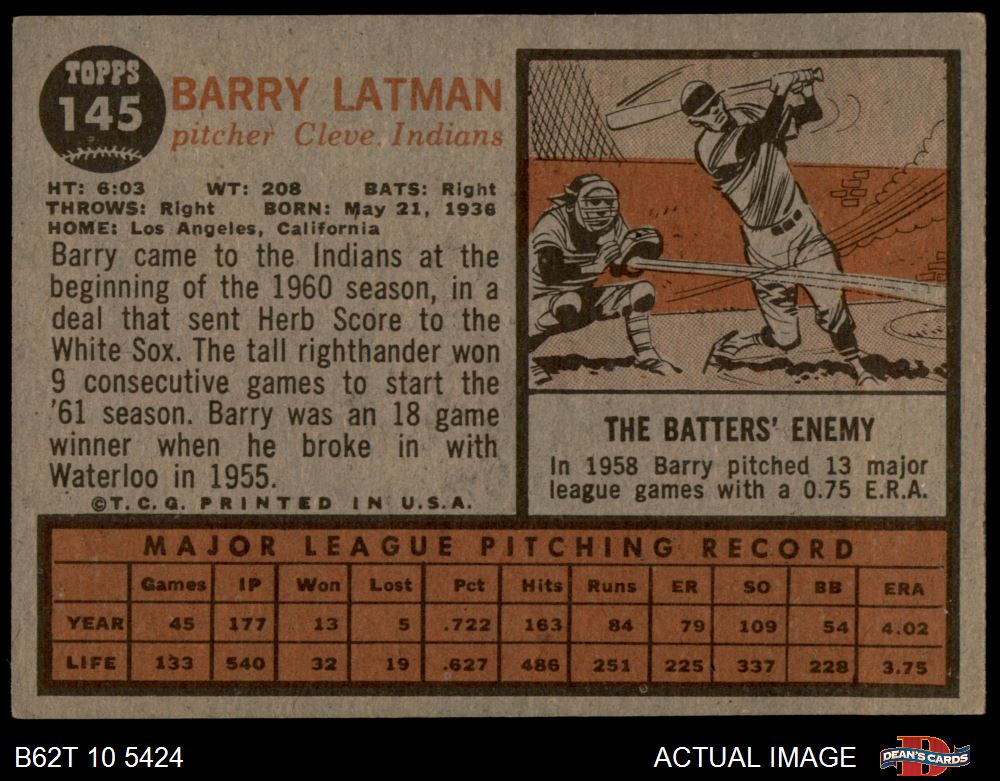 TOPPS
145
BARRY LATMAN
pitcher Cleve. Indians
HT: 6:03 WT: 208 BATS: Right
THROWS: Right BORN: May 21, 1936
HOME: Los Angeles, California
Barry came to the Indians at the
beginning of the 1960 season, in a
deal that sent Herb Score to the
White Sox. The tall righthander won
9 consecutive games to start the
'61 season. Barry was an 18 game
winner when he broke in with
Waterloo in 1955.
©T.C.G. PRINTED IN U.S.A.
THE BATTERS' ENEMY
In 1958 Barry pitched 13 major
league games with a 0.75 E.R.A.
MAJOR LEAGUE PITCHING RECORD
Games IP Won Lost Pct Hits Runs ER SO BB ERA
YEAR 45 177 13 5 .722 163 84 79 109 54 4.02
LIFE 133 540 32 19 .627 486 251 225 337 228 3.75
B62T 10 5424 ACTUAL IMAGE DEAN'S CARDS